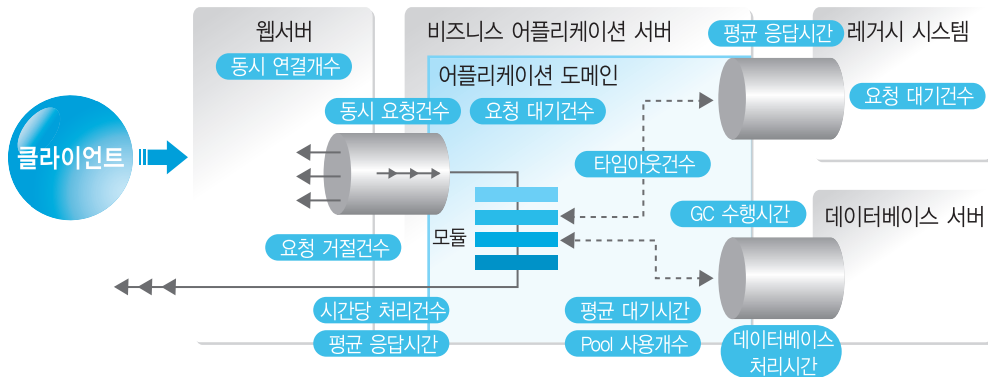 웹서버
동시 연결개수
비즈니스 어플리케이션 서버
평균 응답시간
레거시 시스템
어플리케이션 도메인
동시 요청건수
요청 대기건수
요청 대기건수
클라이언트
타임아웃건수
GC 수행시간
데이터베이스 서버
모듈
요청 거절건수
시간당 처리건수
평균 응답시간
평균 대기시간
Pool 사용개수
데이터베이스
처리시간